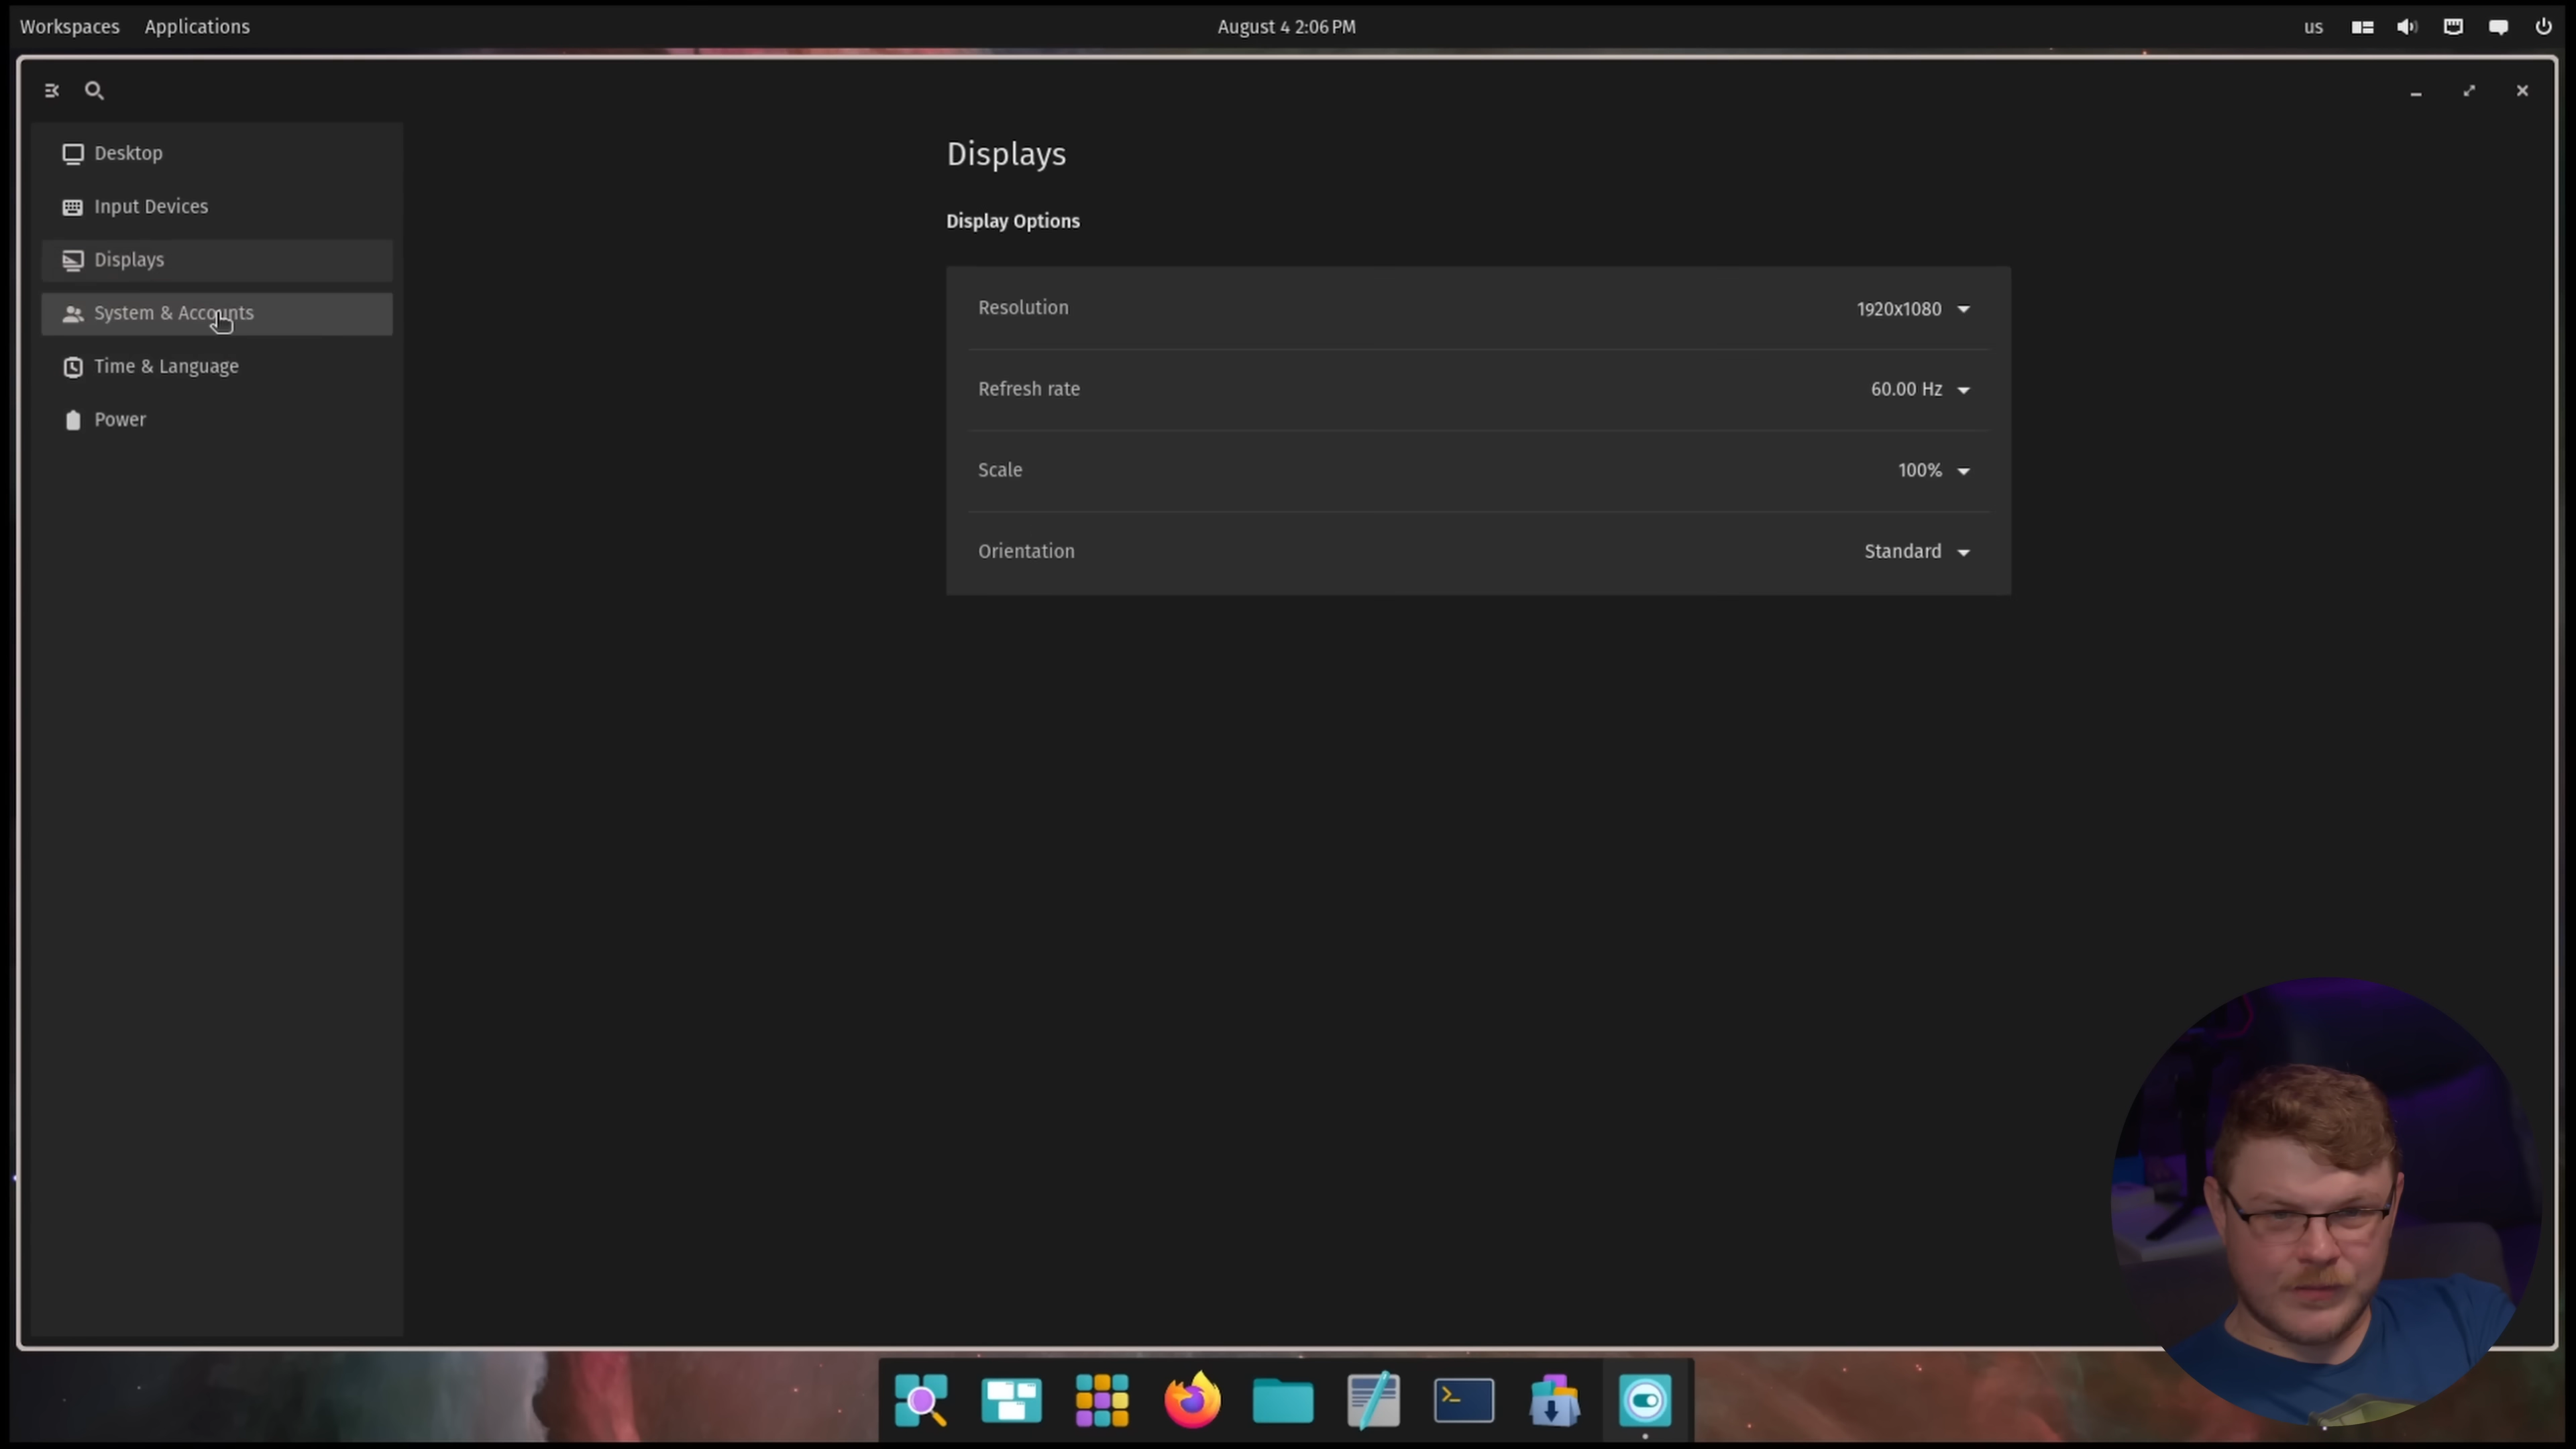 Workspaces Applications August 4 2:06 PM us
Desktop
Input Devices
Displays
System & Accounts
Time & Language
Power
Displays
Display Options
Resolution 1920x1080
Refresh rate 60.00 Hz
Scale 100%
Orientation Standard